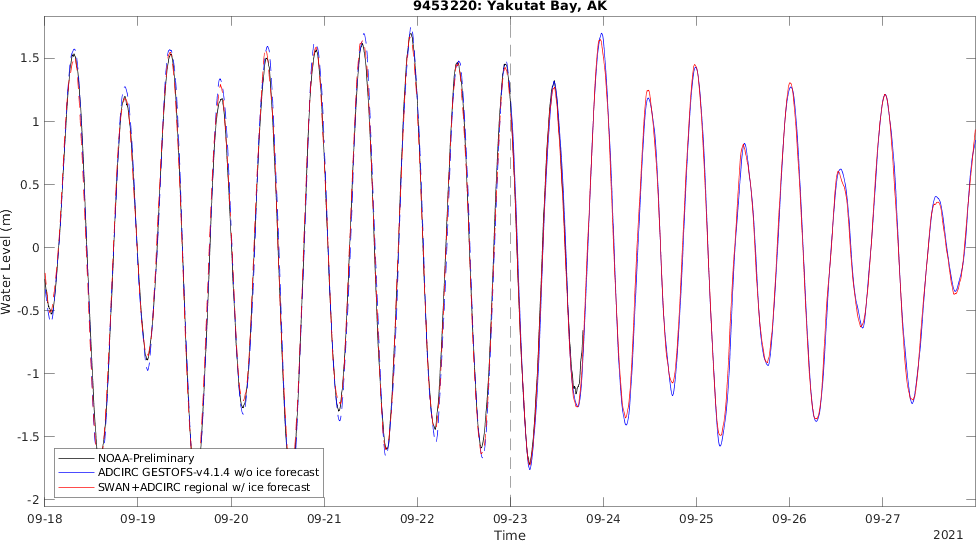 9453220: Yakutat Bay, AK
1.5
1
0.5
0
-0.5
-1
-1.5
-2
Water Level (m)
NOAA-Preliminary
ADCIRC GESTOFS-v4.1.4 w/o ice forecast
SWAN+ADCIRC regional w/ ice forecast
09-18 09-19 09-20 09-21 09-22 09-23 09-24 09-25 09-26 09-27
Time
2021